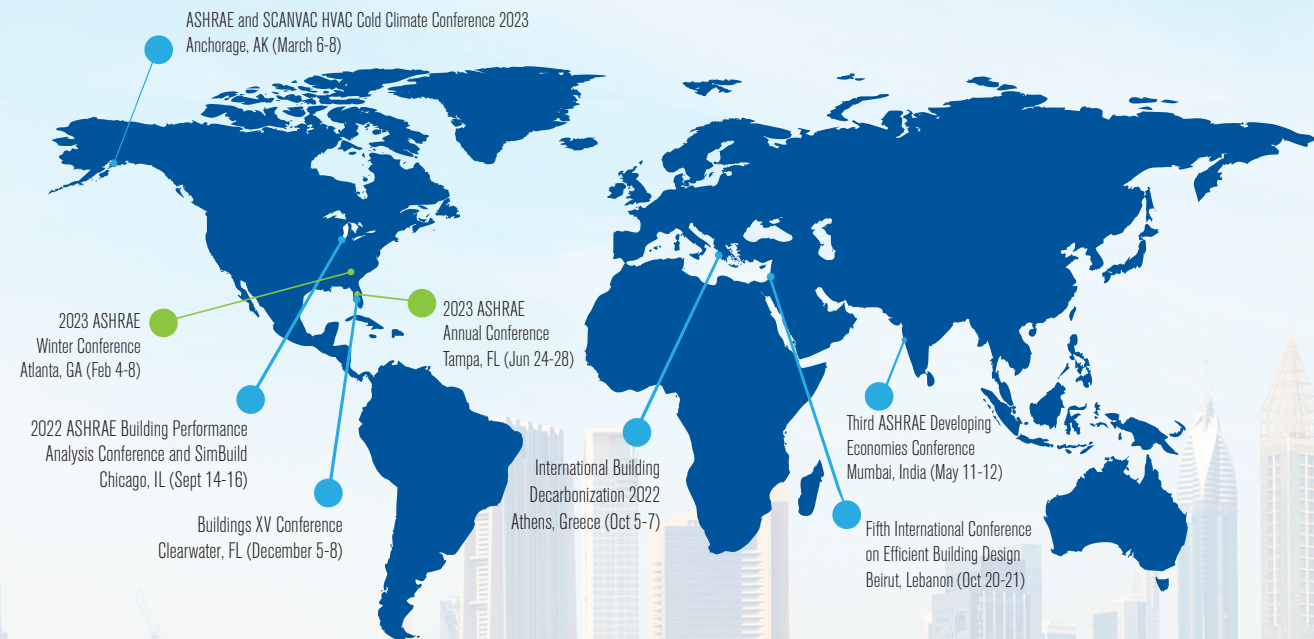 ASHRAE and SCANVAC HVAC Cold Climate Conference 2023
Anchorage, AK (March 6-8)
2023 ASHRAE
Winter Conference
Atlanta, GA (Feb 4-8)
2023 ASHRAE
Annual Conference
Tampa, FL (Jun 24-28)
2022 ASHRAE Building Performance
Analysis Conference and SimBuild
Chicago, IL (Sept 14-16)
Buildings XV Conference
Clearwater, FL (December 5-8)
International Building
Decarbonization 2022
Athens, Greece (Oct 5-7)
Third ASHRAE Developing
Economies Conference
Mumbai, India (May 11-12)
Fifth International Conference
on Efficient Building Design
Beirut, Lebanon (Oct 20-21)